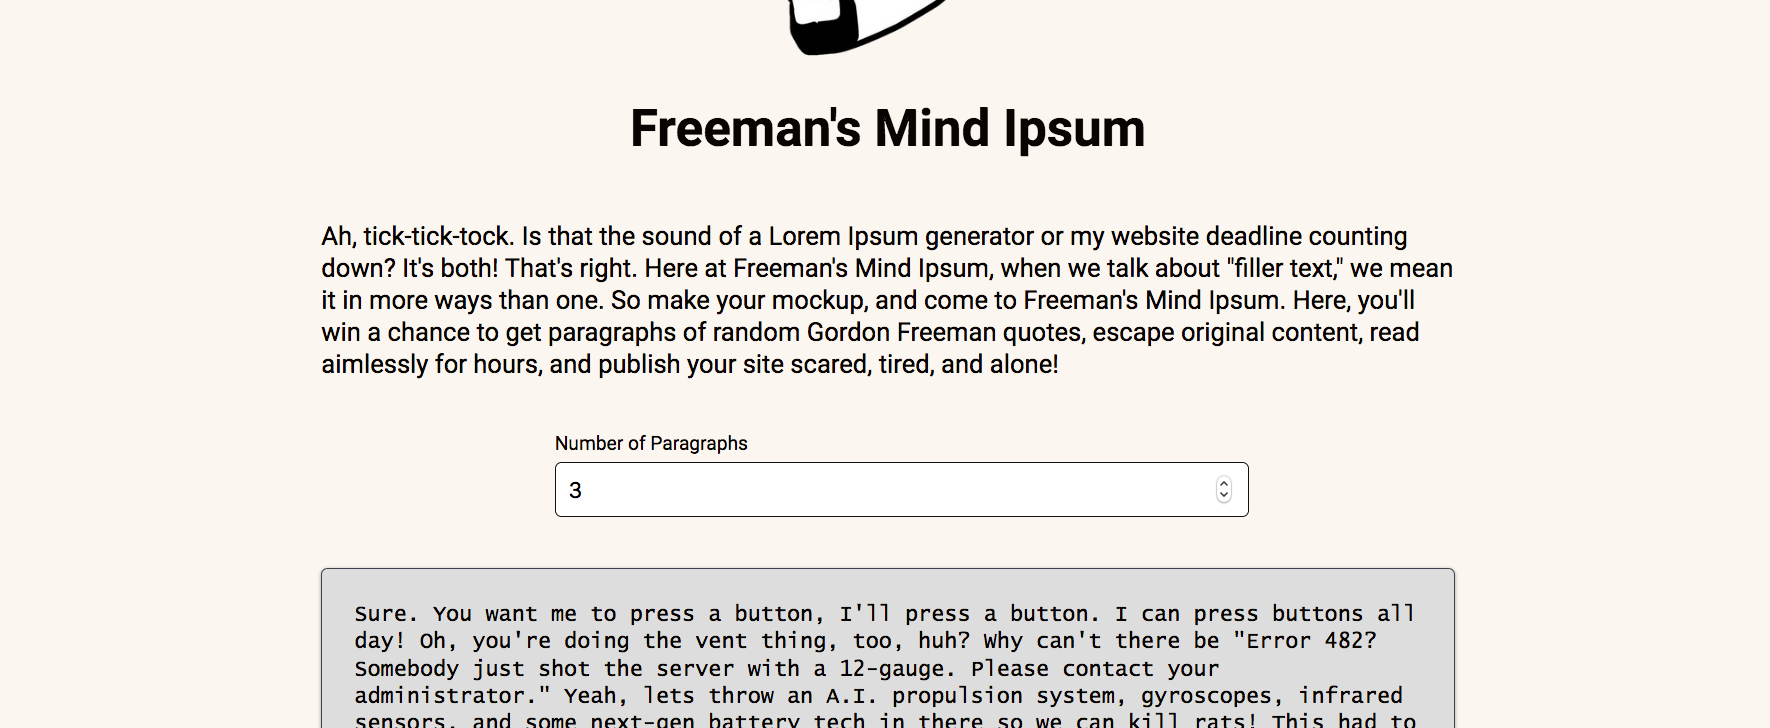 Freeman's Mind Ipsum
Ah, tick-tick-tock. Is that the sound of a Lorem Ipsum generator or my website deadline counting
down? It's both! That's right. Here at Freeman's Mind Ipsum, when we talk about "filler text," we mean
it in more ways than one. So make your mockup, and come to Freeman's Mind Ipsum. Here, you'll
win a chance to get paragraphs of random Gordon Freeman quotes, escape original content, read
aimlessly for hours, and publish your site scared, tired, and alone!
Number of Paragraphs
3
Sure. You want me to press a button, I'll press a button. I can press buttons all
day! Oh, you're doing the vent thing, too, huh? Why can't there be "Error 482?
Somebody just shot the server with a 12-gauge. Please contact your
administrator." Yeah, lets throw an A.I. propulsion system, gyroscopes, infrared
sensors, and some next-gen battery tech in there so we can kill rats! This had to